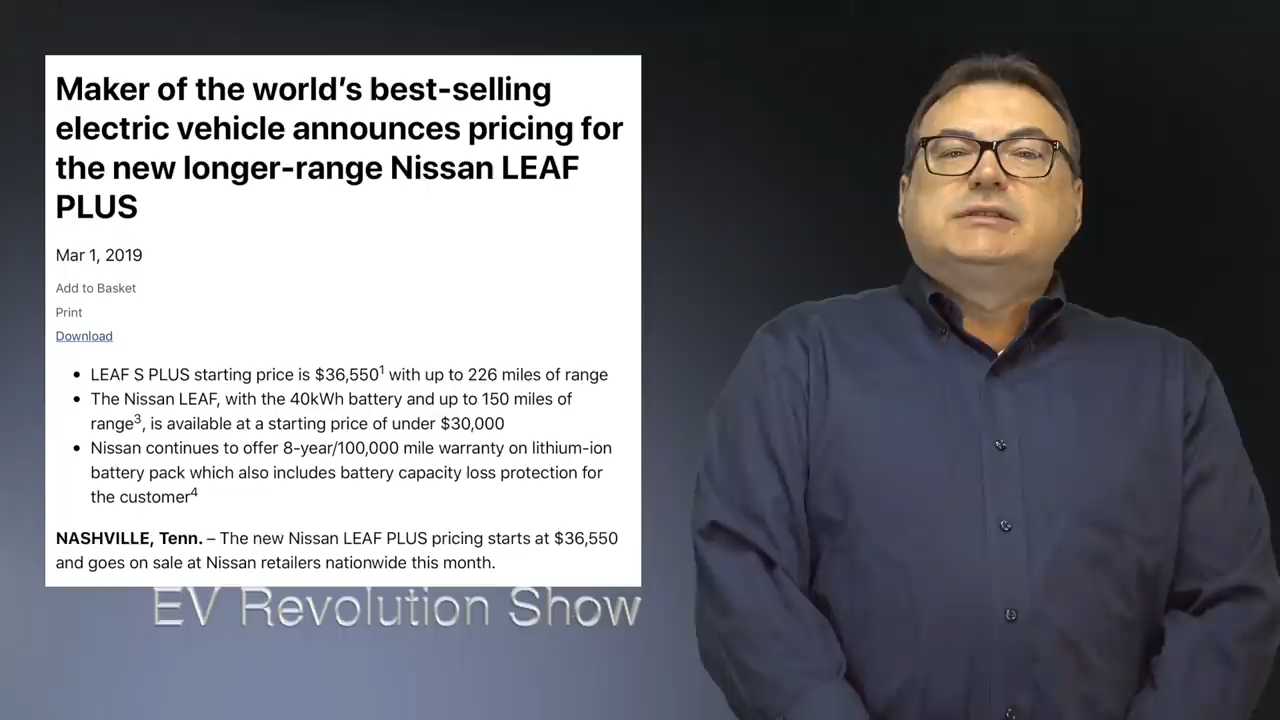 Maker of the world's best-selling
electric vehicle announces pricing for
the new longer-range Nissan LEAF
PLUS
Mar 1, 2019
Add to Basket
Print
Download
• LEAF S PLUS starting price is $36,550¹ with up to 226 miles of range
• The Nissan LEAF, with the 40kWh battery and up to 150 miles of
range³, is available at a starting price of under $30,000
• Nissan continues to offer 8-year/100,000 mile warranty on lithium-ion
battery pack which also includes battery capacity loss protection for
the customer⁴
NASHVILLE, Tenn. – The new Nissan LEAF PLUS pricing starts at $36,550
and goes on sale at Nissan retailers nationwide this month.
EV Revolution Show